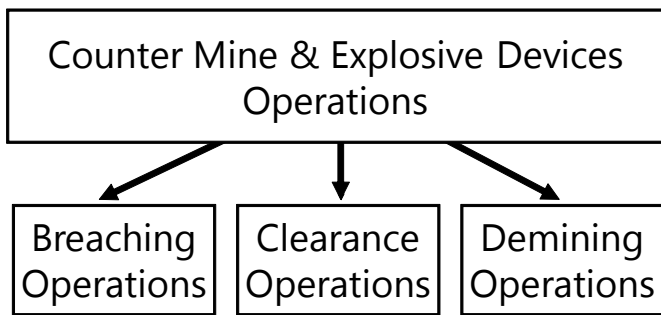 Counter Mine & Explosive Devices
Operations
Breaching
Operations
Clearance
Operations
Demining
Operations